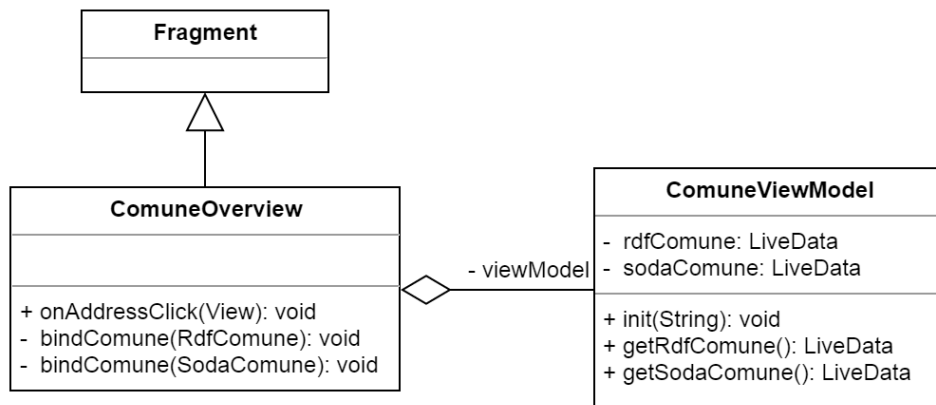 Fragment
ComuneOverview
+ onAddressClick(View): void
- bindComune(RdfComune): void
- bindComune(SodaComune): void
- viewModel
ComuneViewModel
- rdfComune: LiveData
- sodaComune: LiveData
+ init(String): void
+ getRdfComune(): LiveData
+ getSodaComune(): LiveData